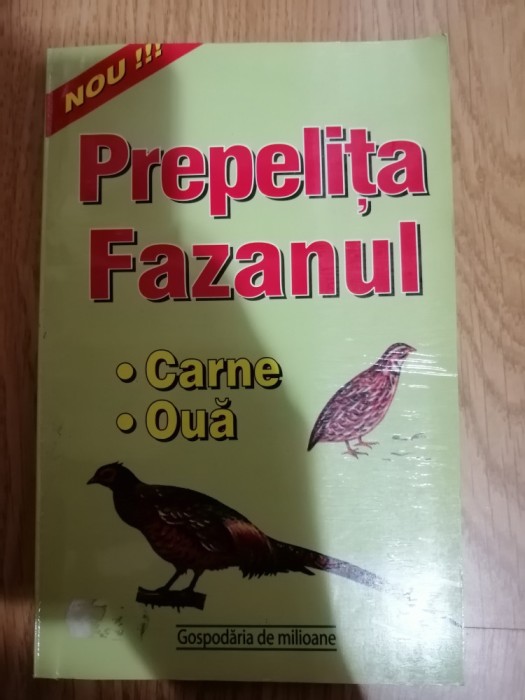 NOU !!!
Prepelița
Fazanul
• Carne
• Ouă
Gospodăria de milioane